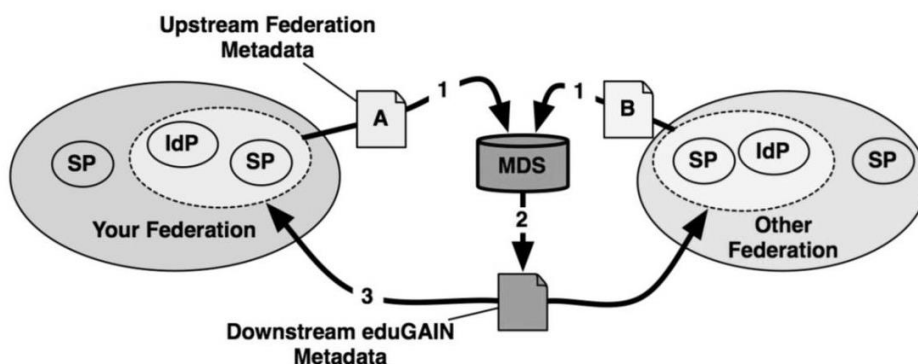 Upstream Federation
Metadata
1
1
A
B
IdP
SP
SP
MDS
SP
IdP
SP
2
Your Federation
Other
Federation
3
Downstream eduGAIN
Metadata